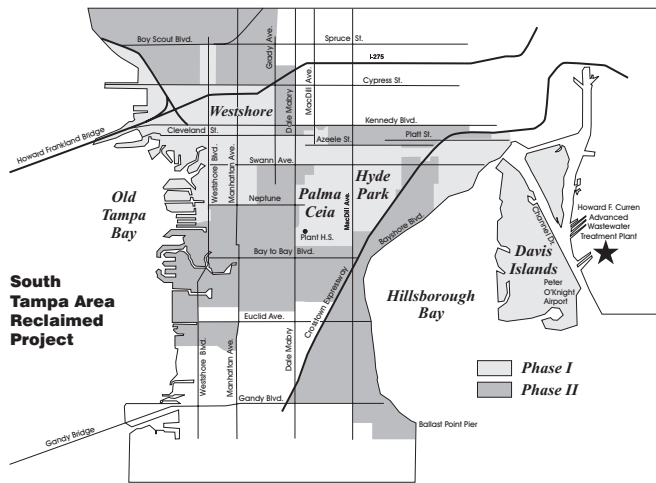 Boy Scout Blvd.
Spruce St.
Grady Ave.
I-275
Dale Mabry
MacDill Ave.
Cypress St.
Westshore
Kennedy Blvd.
Howard Frankland Bridge
Cleveland St.
Azeele St.
Platt St.
Westshore Blvd.
Manhattan Ave.
Swann Ave.
Hyde
Park
Old
Tampa
Bay
Neptune
Palma
Ceia
MacDill Ave.
Plant H.S.
Bayshore Blvd.
Channel Dr.
Howard F. Curren
Advanced
Wastewater
Treatment Plant
Davis
Islands
Bay to Bay Blvd.
Peter
O'Knight
Airport
South
Tampa Area
Reclaimed
Project
Hillsborough
Bay
Crosstown Expressway
Euclid Ave.
Westshore Blvd.
Manhattan Ave.
Dale Mabry
Phase I
Phase II
Gandy Blvd.
Gandy Bridge
Ballast Point Pier